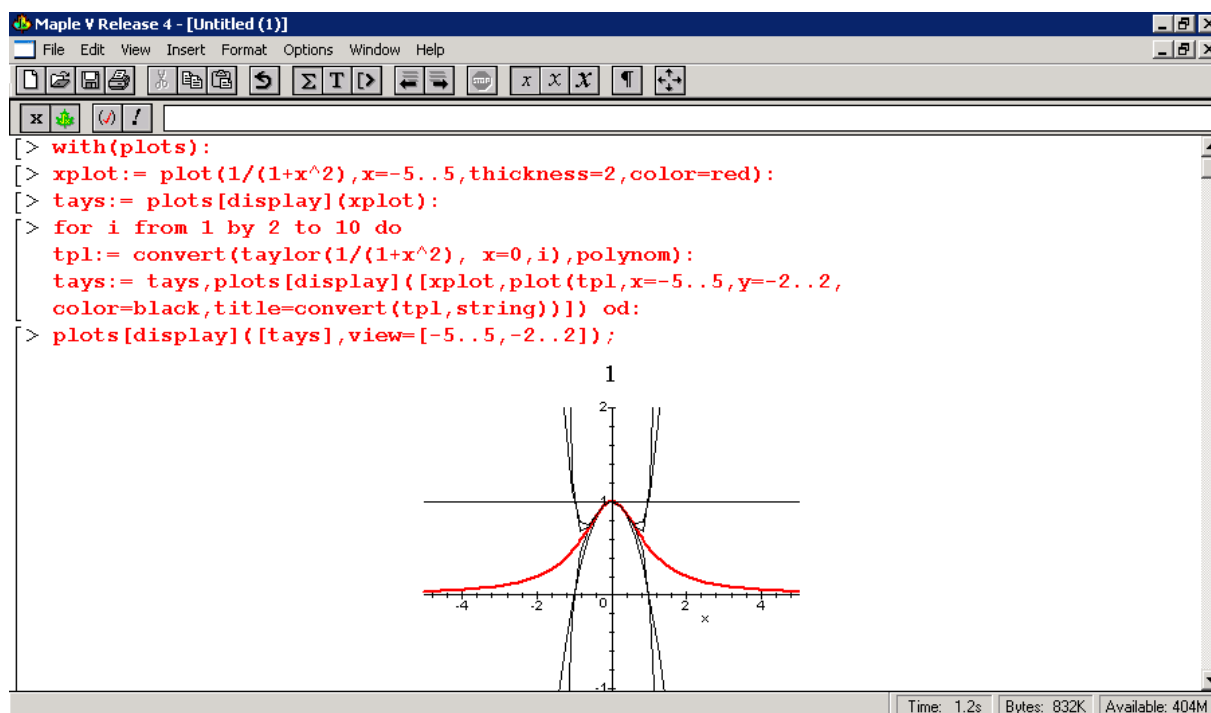 Maple V Release 4 - [Untitled (1)]
File Edit View Insert Format Options Window Help
Σ T [> STOP x x x ¶
x (√) !
[> with(plots):
[> xplot:= plot(1/(1+x^2),x=-5..5,thickness=2,color=red):
[> tays:= plots[display](xplot):
[> for i from 1 by 2 to 10 do
tpl:= convert(taylor(1/(1+x^2), x=0,i),polynom):
tays:= tays,plots[display]([xplot,plot(tpl,x=-5..5,y=-2..2,
color=black,title=convert(tpl,string))]) od:
[> plots[display]([tays],view=[-5..5,-2..2]);
1
2
1
-4 -2 0 2 4
x
-1
Time: 1.2s Bytes: 832K Available: 404M